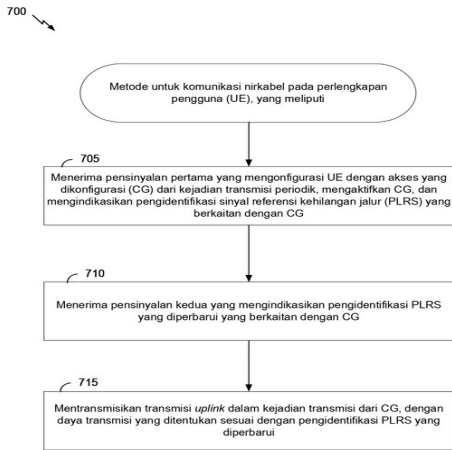 700
Metode untuk komunikasi nirkabel pada perlengkapan
pengguna (UE), yang meliputi
705
Menerima pensinyalan pertama yang mengonfigurasi UE dengan akses yang
dikonfigurasi (CG) dari kejadian transmisi periodik, mengaktifkan CG, dan
mengindikasikan pengidentifikasi sinyal referensi kehilangan jalur (PLRS) yang
berkaitan dengan CG
710
Menerima pensinyalan kedua yang mengindikasikan pengidentifikasi PLRS
yang diperbarui yang berkaitan dengan CG
715
Mentransmisikan transmisi uplink dalam kejadian transmisi dari CG, dengan
daya transmisi yang ditentukan sesuai dengan pengidentifikasi PLRS yang
diperbarui